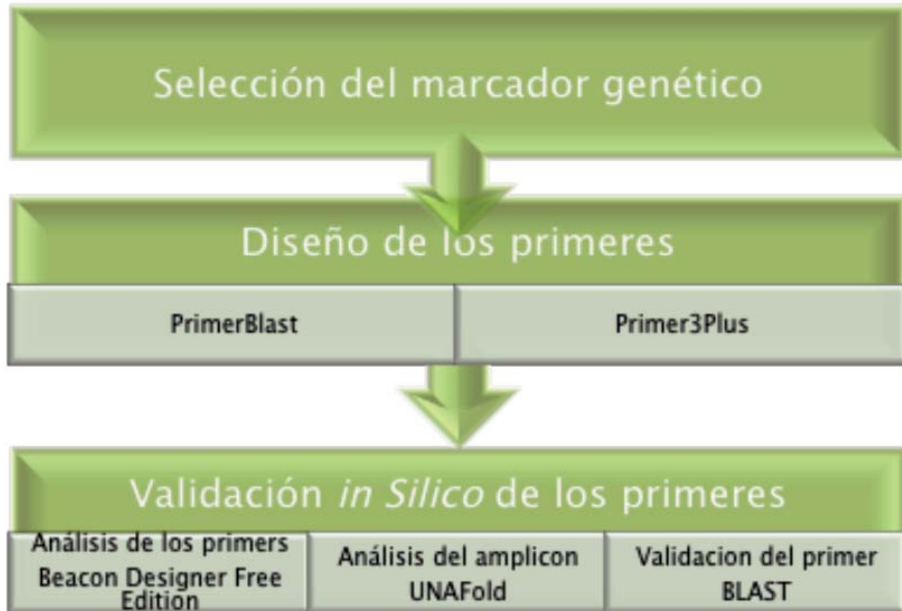 Selección del marcador genético
Diseño de los primeres
PrimerBlast
Primer3Plus
Validación in Silico de los primeres
Análisis de los primers
Beacon Designer Free
Edition
Análisis del amplicon
UNAFold
Validacion del primer
BLAST